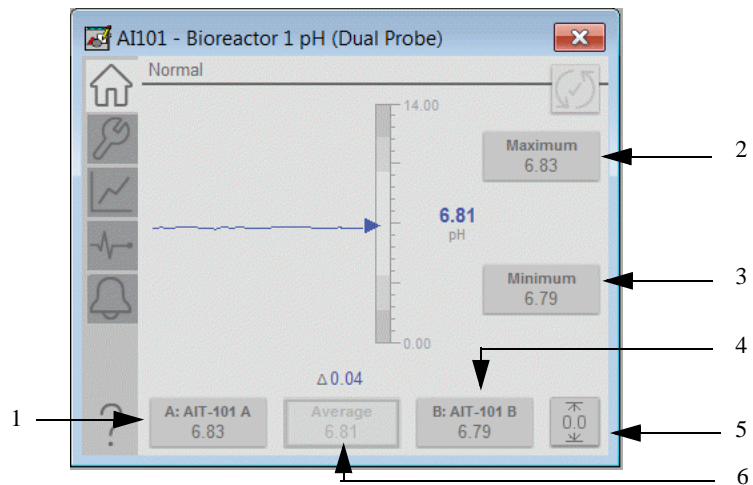 AI101 - Bioreactor 1 pH (Dual Probe)
Normal
14.00
Maximum
6.83
2
6.81
pH
Minimum
6.79
3
0.00
4
Δ 0.04
1
A: AIT-101 A
6.83
Average
6.81
B: AIT-101 B
6.79
0.0
5
?
6